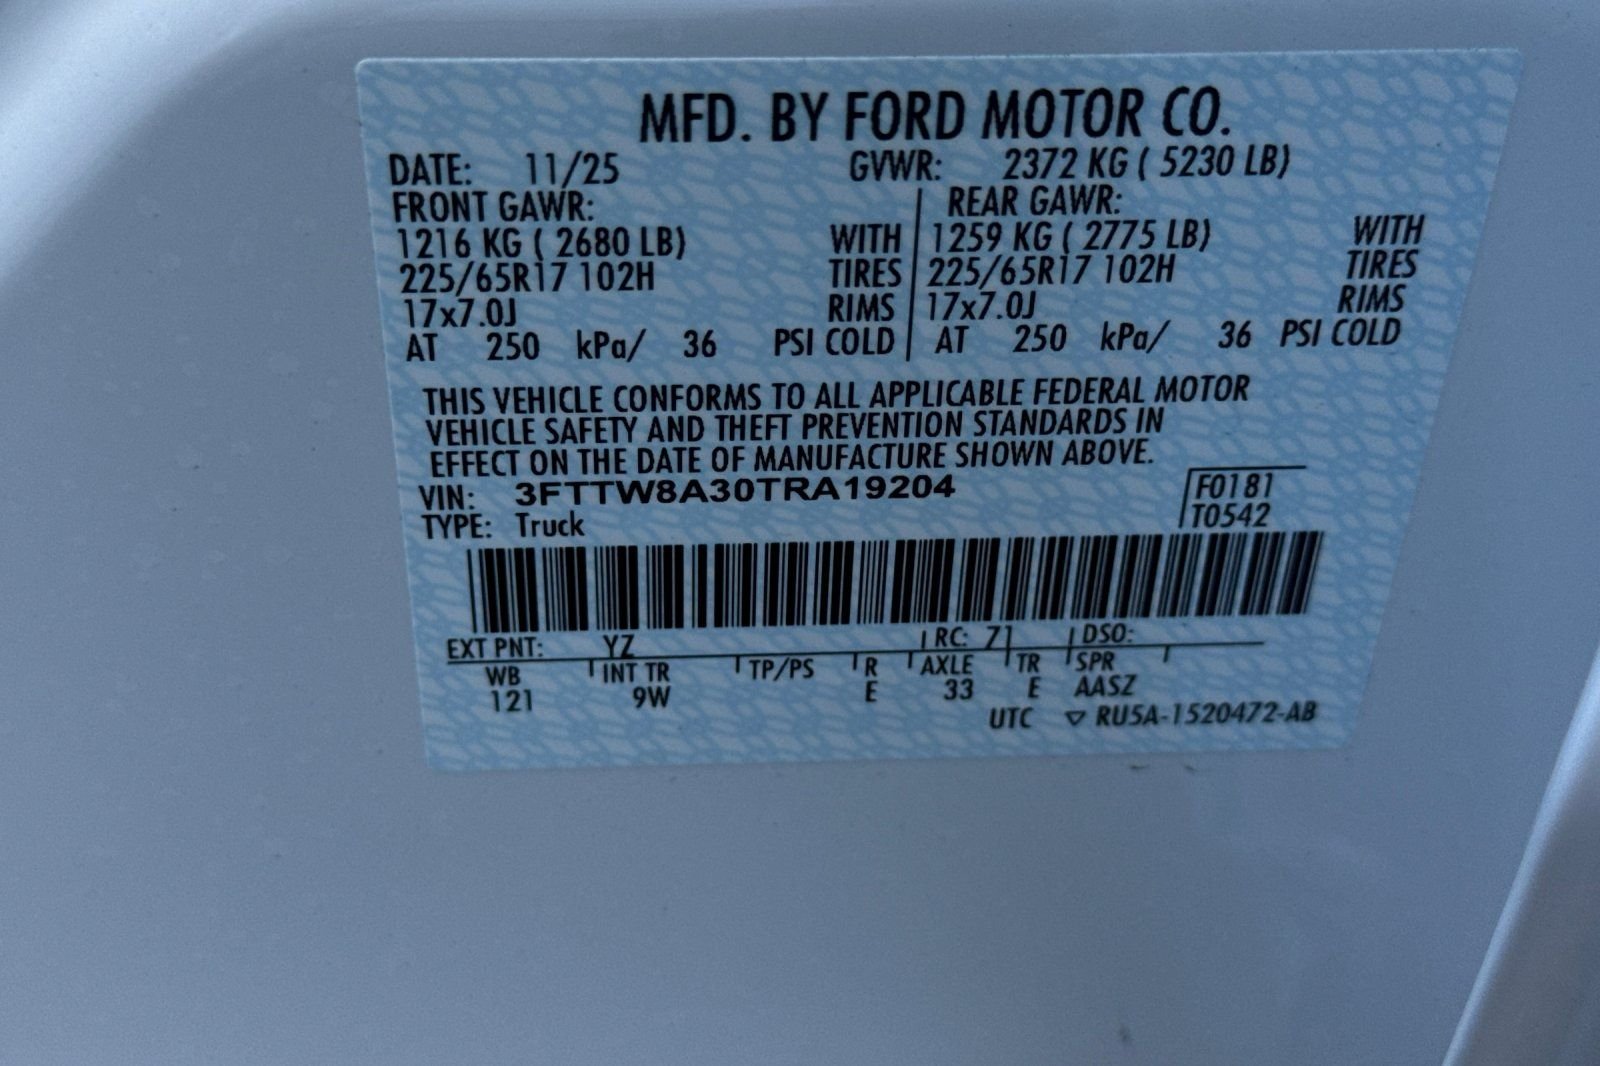 MFD. BY FORD MOTOR CO.
DATE: 11/25 GVWR: 2372 KG ( 5230 LB)
FRONT GAWR: REAR GAWR:
1216 KG ( 2680 LB) WITH 1259 KG ( 2775 LB) WITH
225/65R17 102H TIRES 225/65R17 102H TIRES
17x7.0J RIMS 17x7.0J RIMS
AT 250 kPa/ 36 PSI COLD AT 250 kPa/ 36 PSI COLD
THIS VEHICLE CONFORMS TO ALL APPLICABLE FEDERAL MOTOR
VEHICLE SAFETY AND THEFT PREVENTION STANDARDS IN
EFFECT ON THE DATE OF MANUFACTURE SHOWN ABOVE.
VIN: 3FTTW8A30TRA19204 F0181
TYPE: Truck T0542
EXT PNT: YZ RC: 71 DSO:
WB INT TR TP/PS R AXLE TR SPR
121 9W E 33 E AASZ
UTC ▽ RU5A-1520472-AB